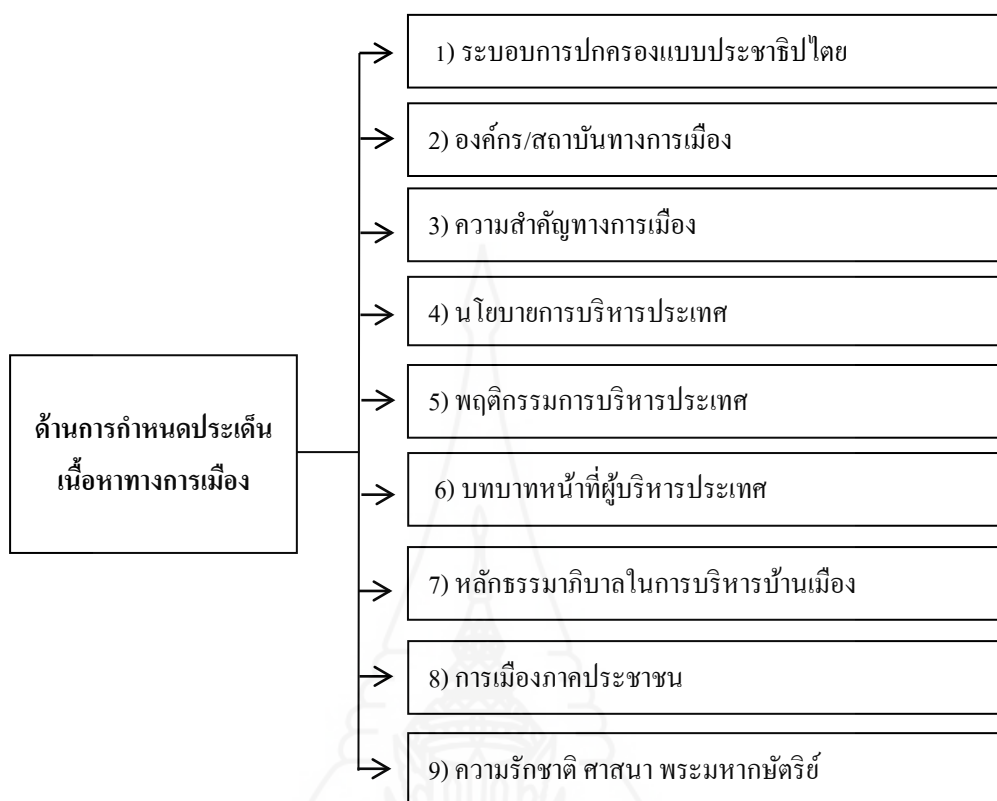 1) ระบอบการปกครองแบบประชาธิปไตย
2) องค์กร/สถาบันทางการเมือง
3) ความสำคัญทางการเมือง
4) นโยบายการบริหารประเทศ
5) พฤติกรรมการบริหารประเทศ
ด้านการกำหนดประเด็น
เนื้อหาทางการเมือง
6) บทบาทหน้าที่ผู้บริหารประเทศ
7) หลักธรรมาภิบาลในการบริหารบ้านเมือง
8) การเมืองภาคประชาชน
9) ความรักชาติ ศาสนา พระมหากษัตริย์